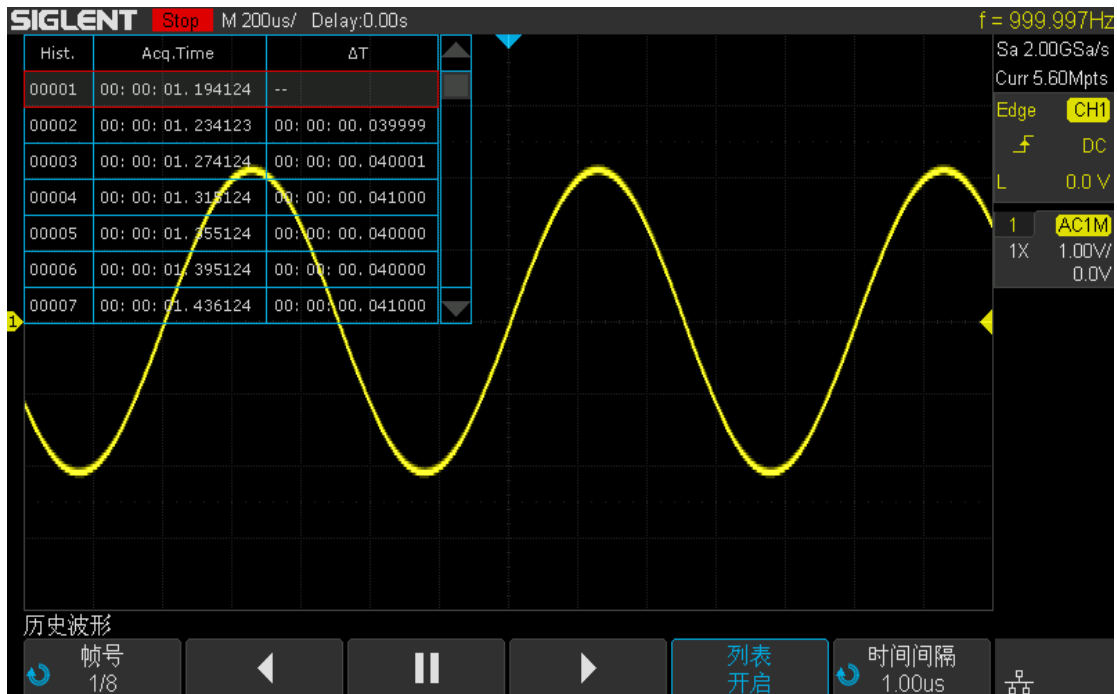 SIGLENT Stop M 200us/ Delay:0.00s f = 999.997Hz
Sa 2.00GSa/s
Curr 5.60Mpts
Edge CH1
DC
L 0.0 V
1 AC1M
1X 1.00V/
0.0V
Hist. Acq.Time ΔT
00001 00: 00: 01. 194124 --
00002 00: 00: 01. 234123 00: 00: 00. 039999
00003 00: 00: 01. 274124 00: 00: 00. 040001
00004 00: 00: 01. 315124 00: 00: 00. 041000
00005 00: 00: 01. 355124 00: 00: 00. 040000
00006 00: 00: 01. 395124 00: 00: 00. 040000
00007 00: 00: 01. 436124 00: 00: 00. 041000
1
历史波形
帧号
1/8
列表
开启
时间间隔
1.00us